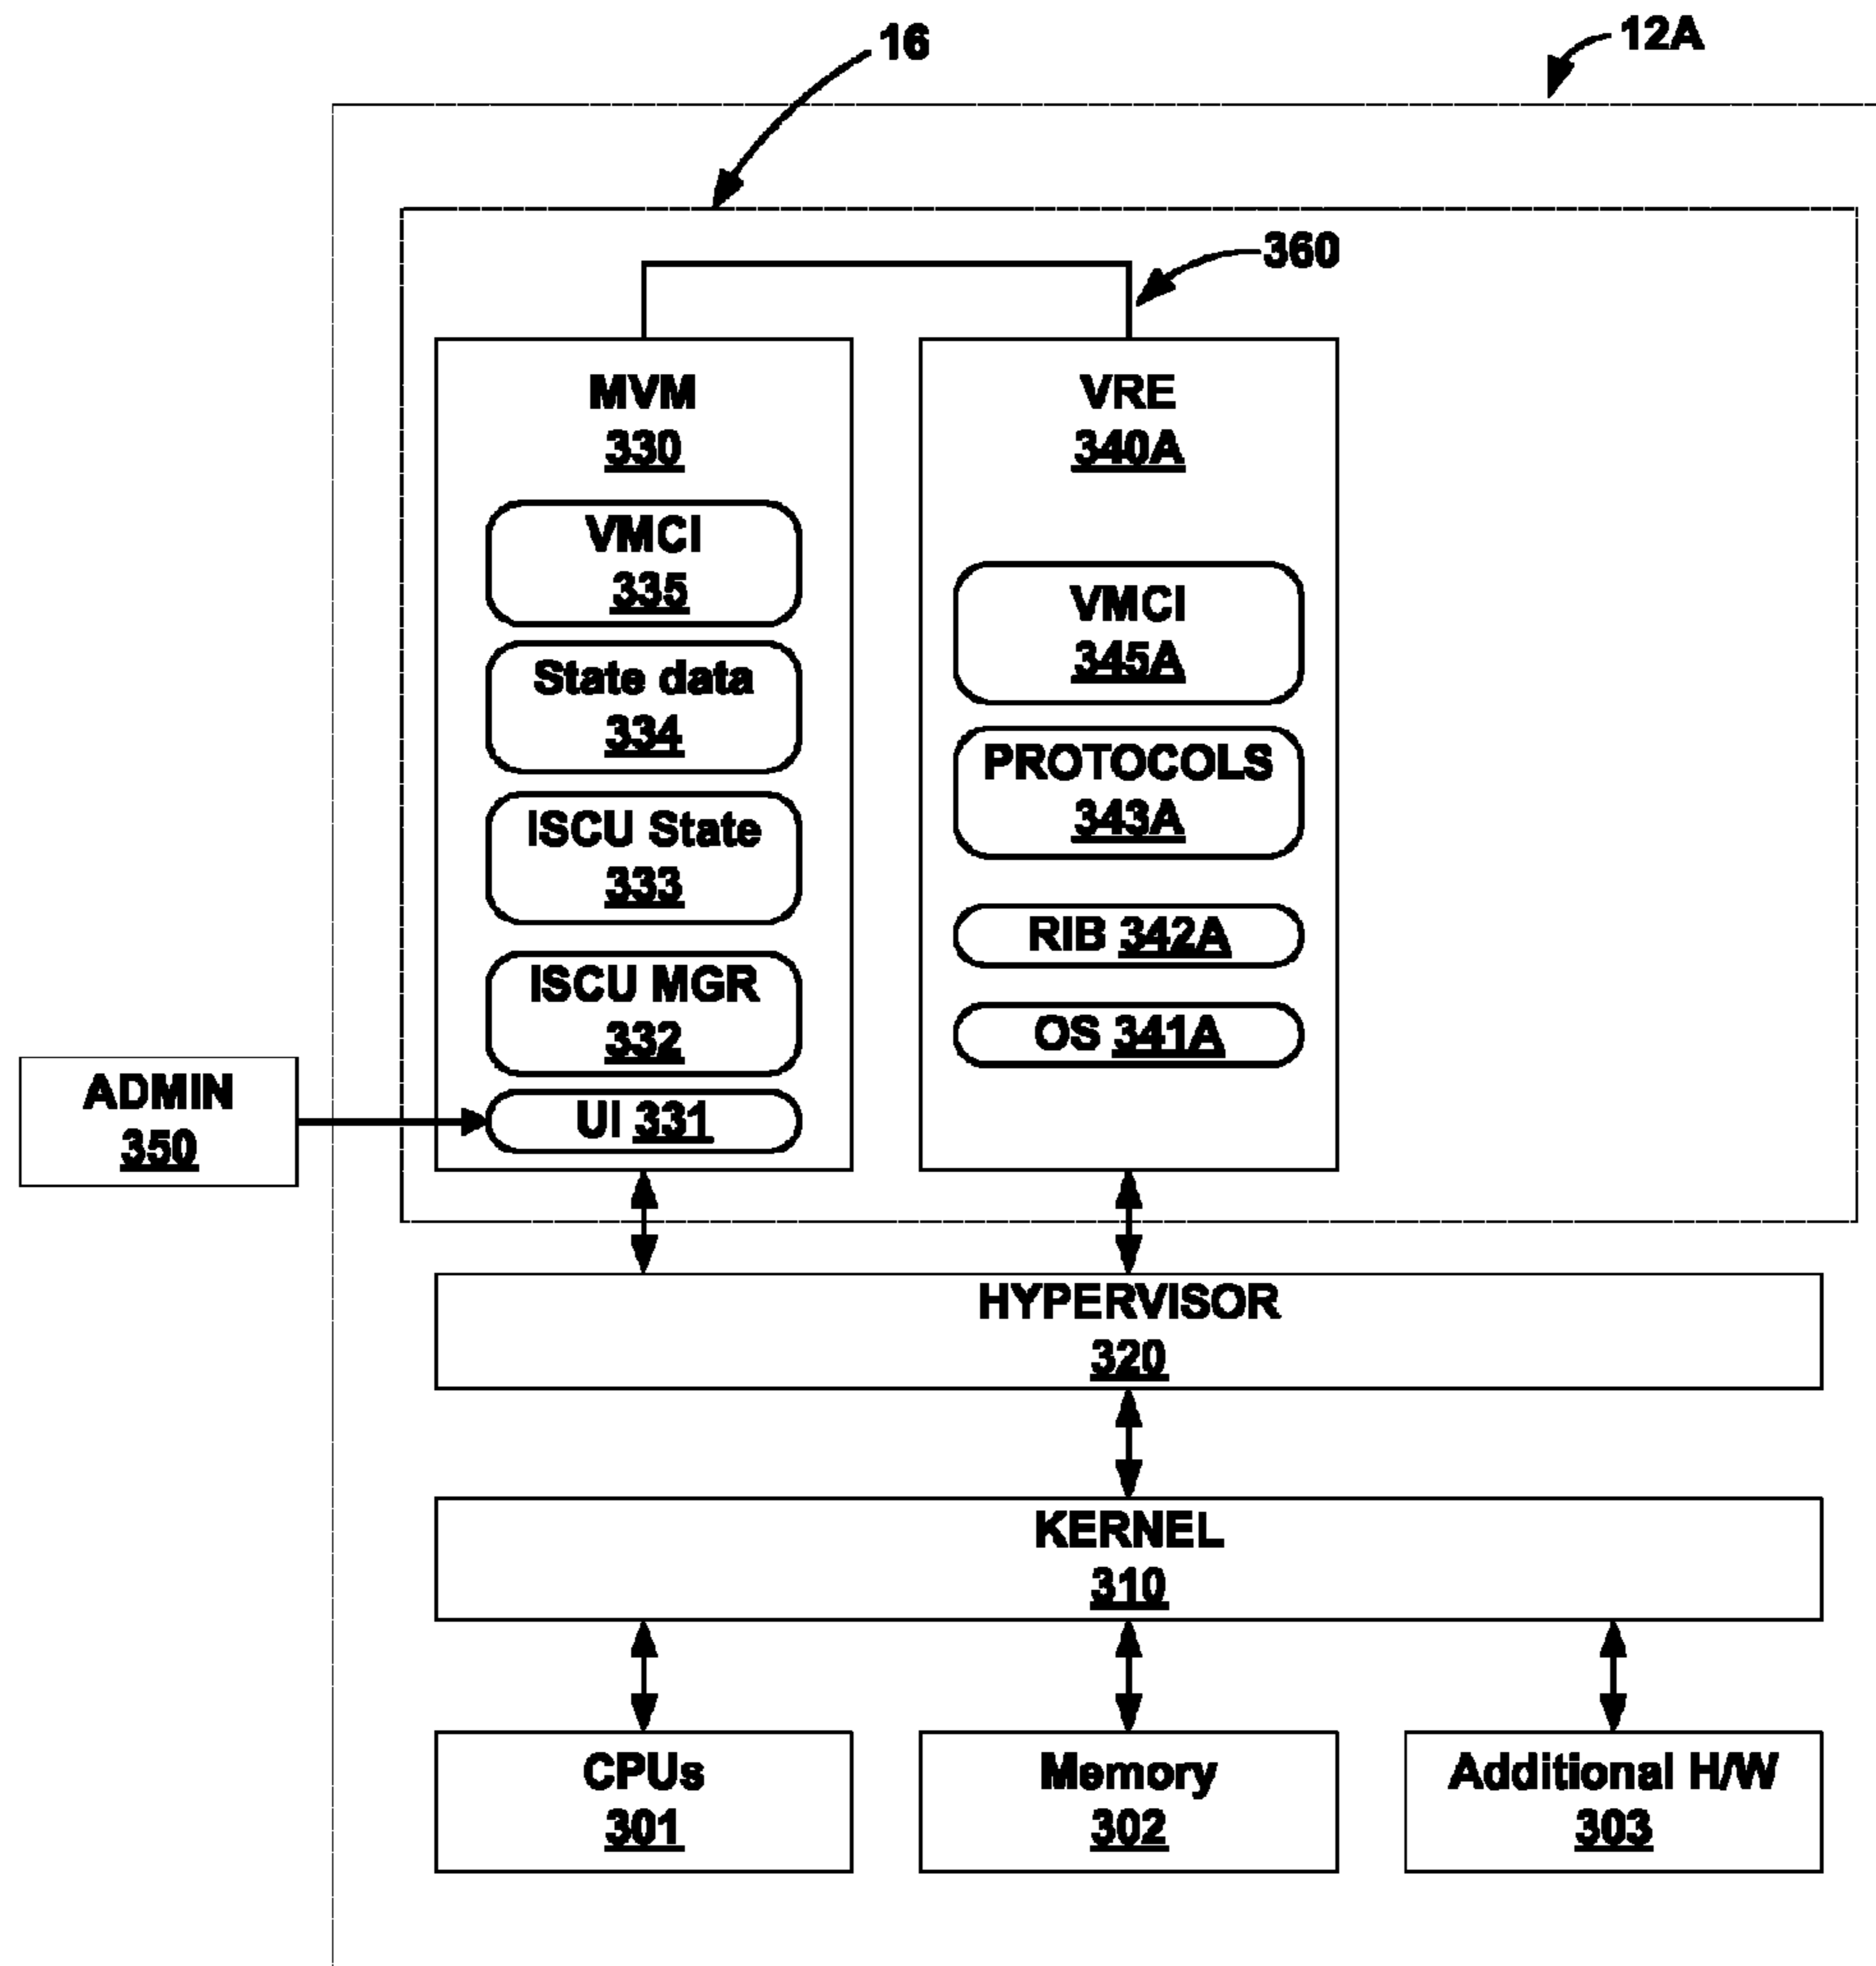 16
12A
360
MVM
330
VMCI
335
State data
334
ISCU State
333
ISCU MGR
332
UI 331
VRE
340A
VMCI
345A
PROTOCOLS
343A
RIB 342A
OS 341A
ADMIN
350
HYPERVISOR
320
KERNEL
310
CPUs
301
Memory
302
Additional H/W
303